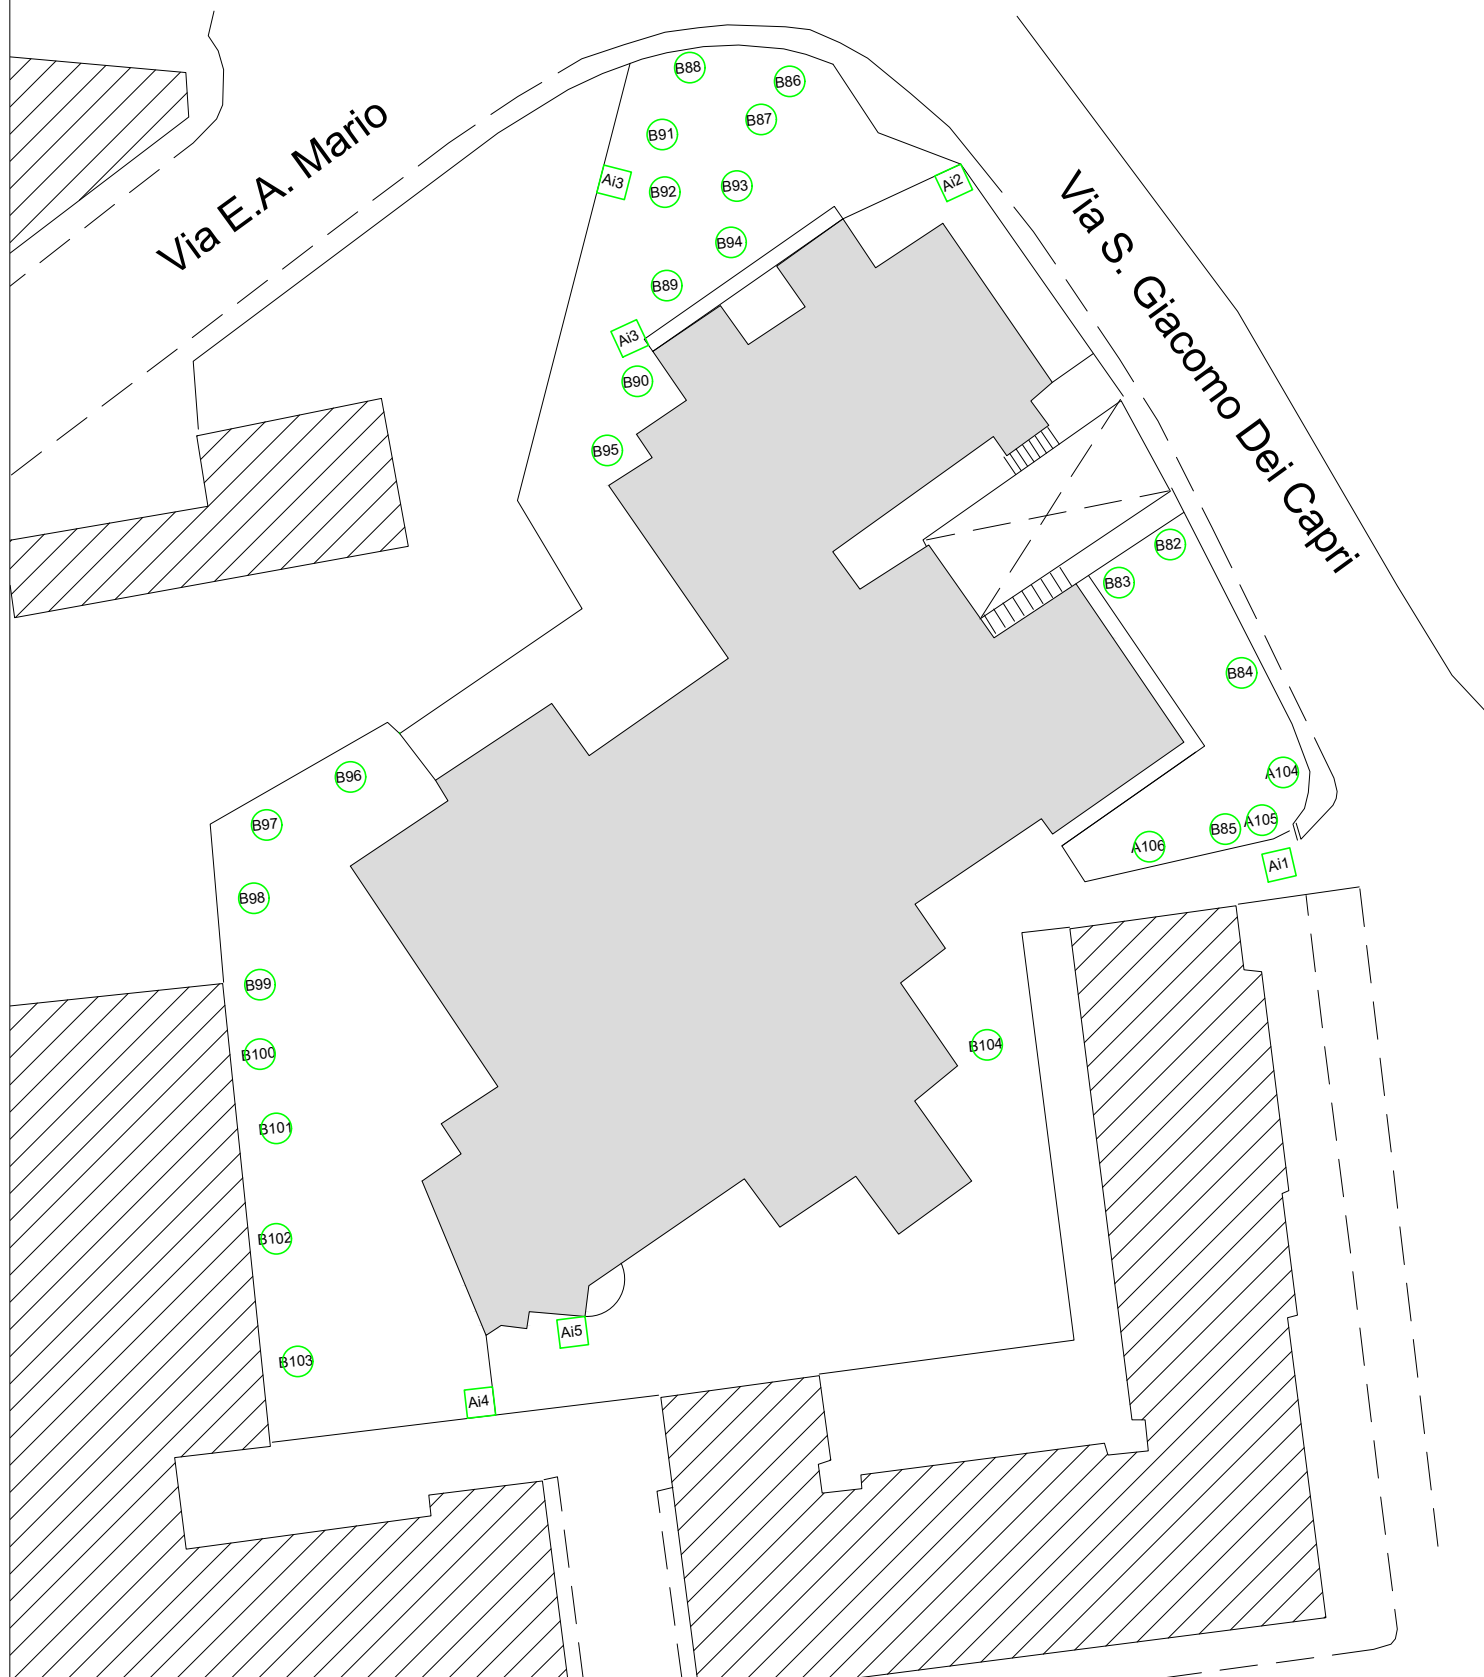 B88
B86
Via E.A. Mario
B87
B91
Ai3
B92
B93
Ai2
Via S. Giacomo Dei Capri
B94
B89
Ai3
B90
B95
B82
B83
B84
B96
A104
B97
B85
A105
A106
Ai1
B98
B99
B100
B104
B101
B102
Ai5
B103
Ai4